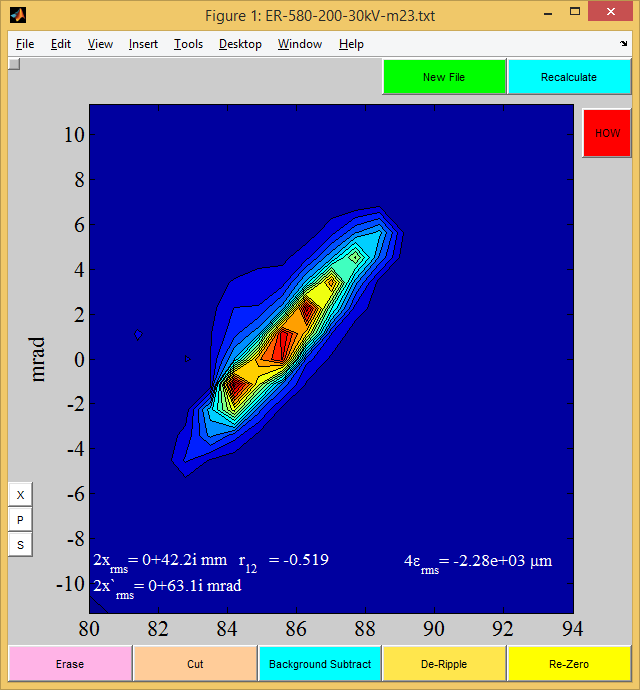 Figure 1: ER-580-200-30kV-m23.txt
File Edit View Insert Tools Desktop Window Help
New File Recalculate
HOW
10
8
6
4
2
0
-2
-4
-6
-8
-10
mrad
X
P
S
2xrms= 0+42.2i mm r12 = -0.519 4εrms= -2.28e+03 μm
2x`rms= 0+63.1i mrad
80 82 84 86 88 90 92 94
Erase Cut Background Subtract De-Ripple Re-Zero